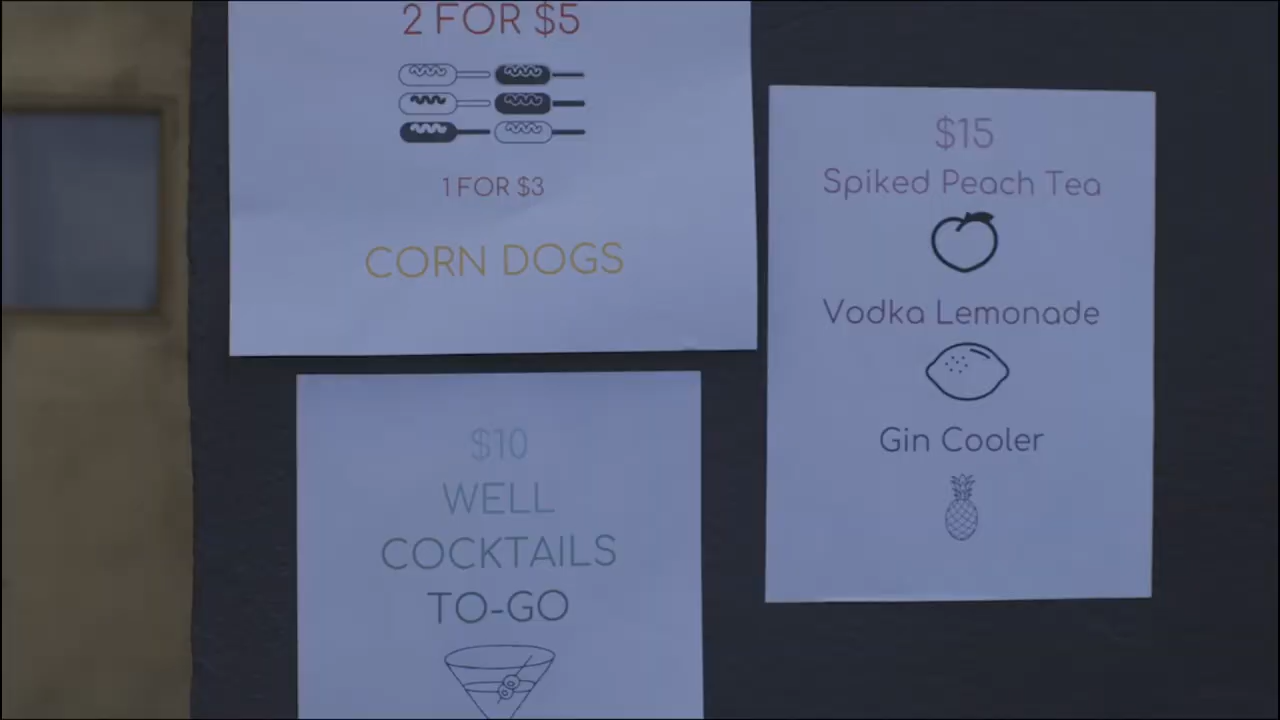 2 FOR $5
1 FOR $3
CORN DOGS
$10
WELL
COCKTAILS
TO-GO
$15
Spiked Peach Tea
Vodka Lemonade
Gin Cooler